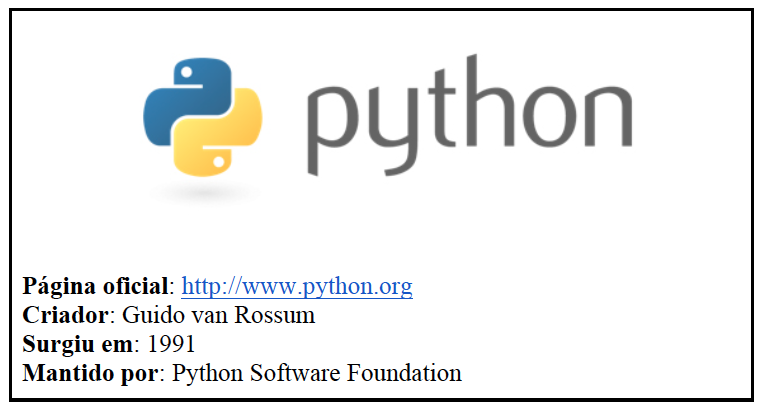 python
Página oficial: http://www.python.org
Criador: Guido van Rossum
Surgiu em: 1991
Mantido por: Python Software Foundation